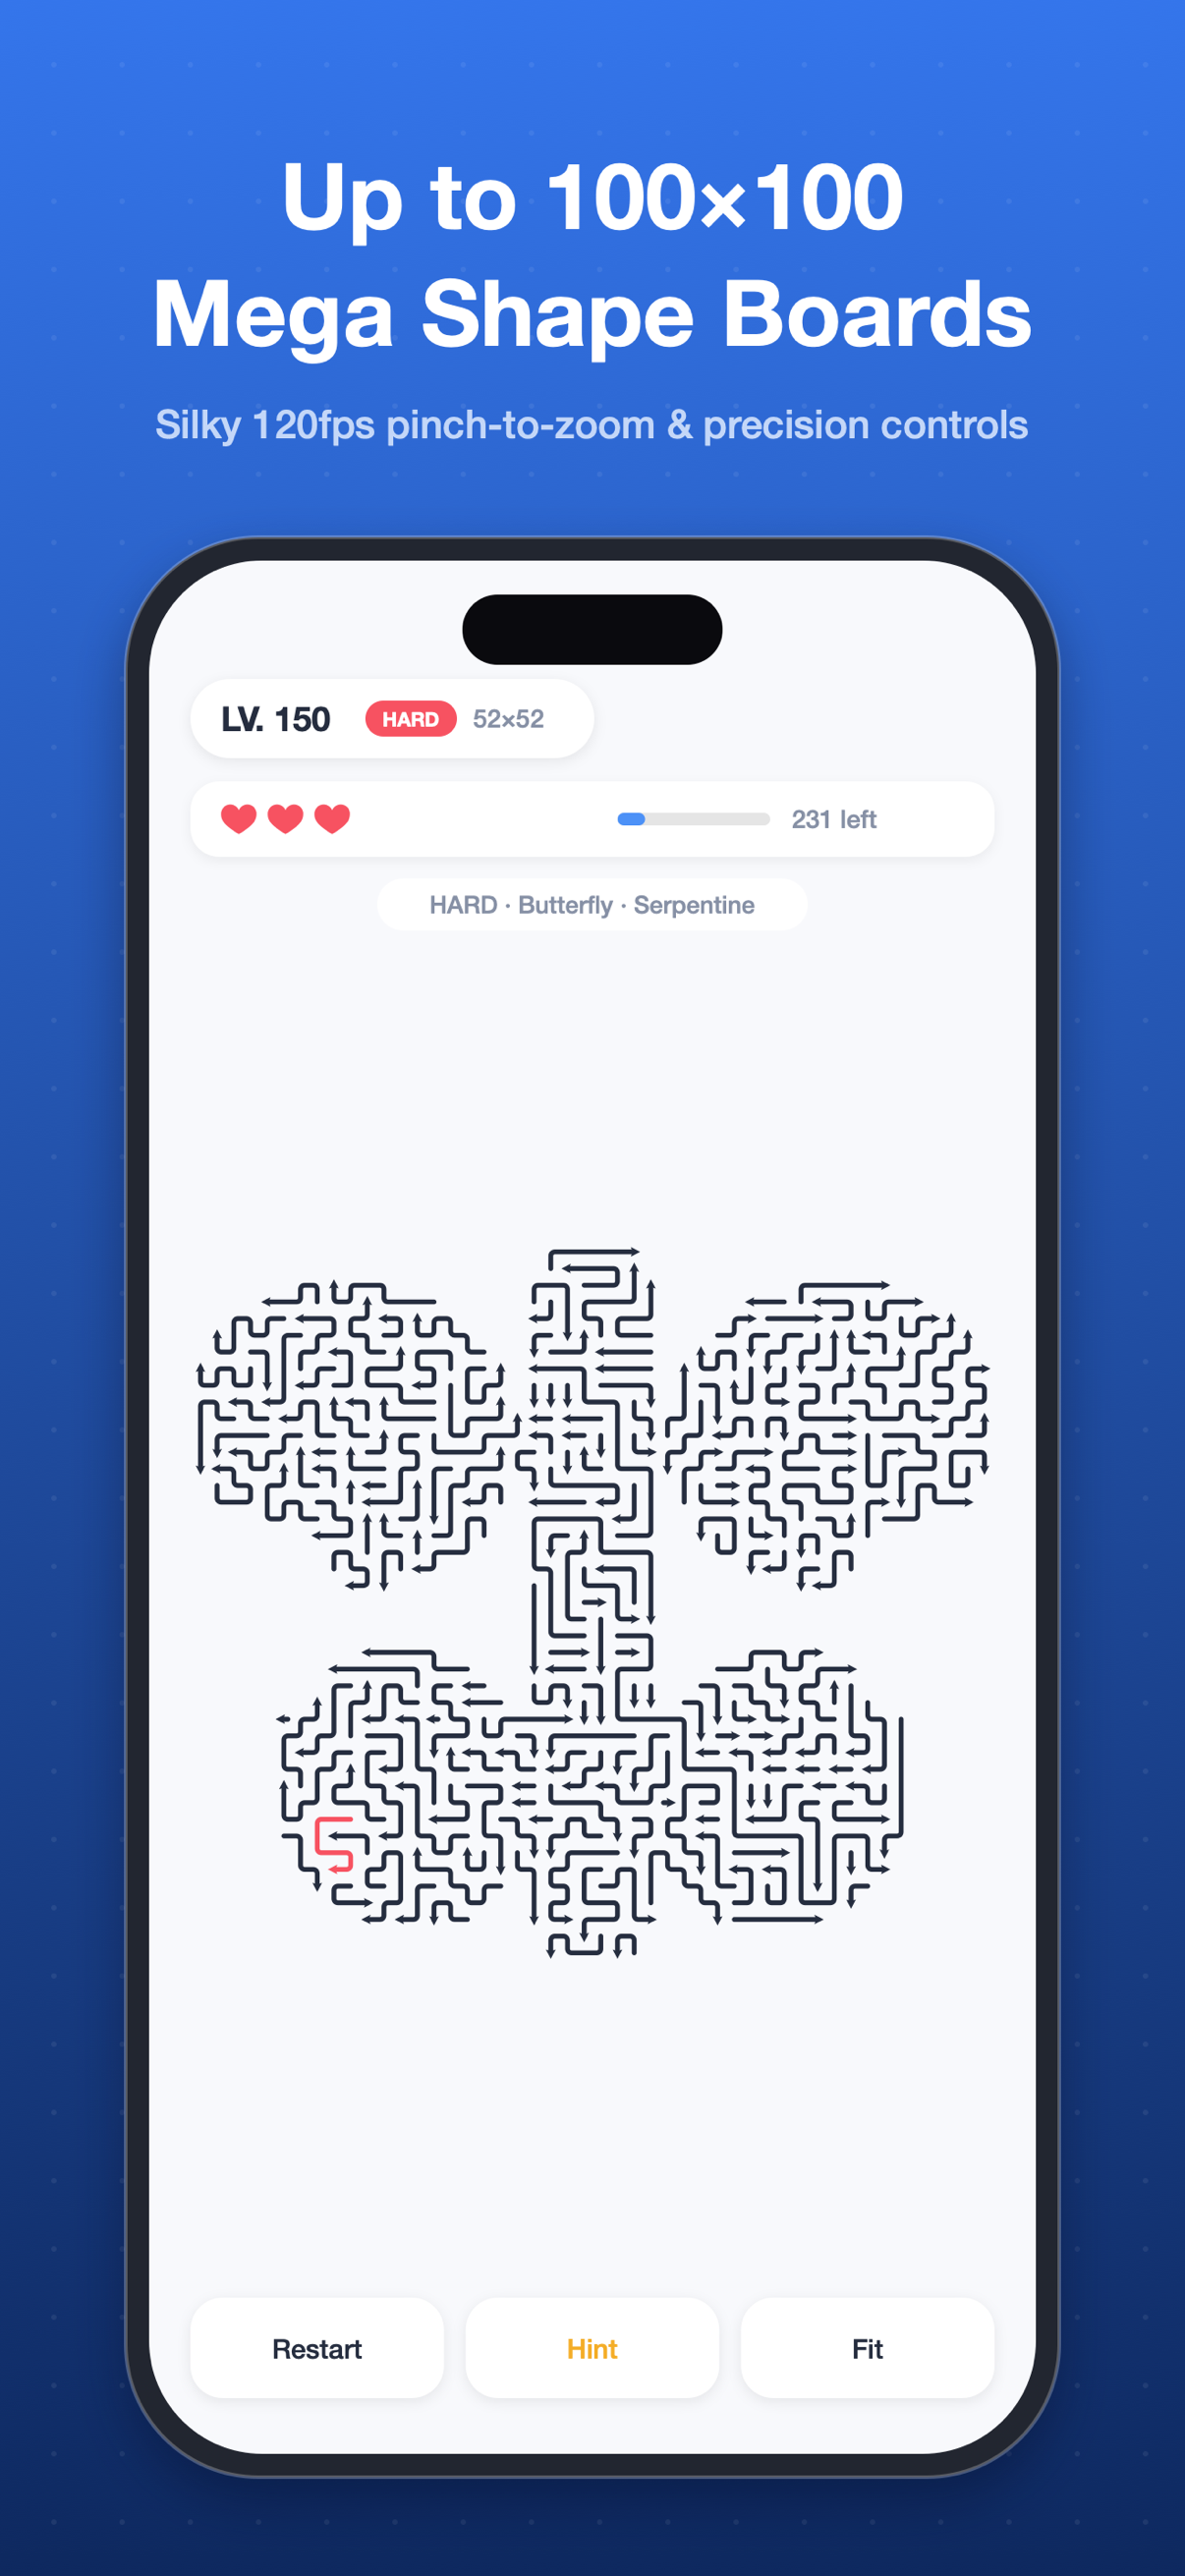 Up to 100×100
Mega Shape Boards
Silky 120fps pinch-to-zoom & precision controls
LV. 150 HARD 52×52
231 left
HARD · Butterfly · Serpentine
Restart Hint Fit